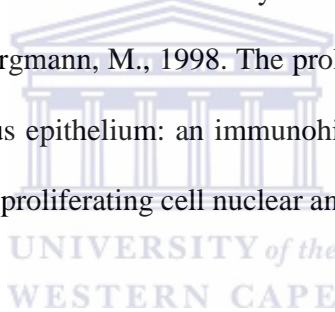 rgmann, M., 1998. The prol
us epithelium: an immunohi
proliferating cell nuclear an
UNIVERSITY of the
WESTERN CAPE